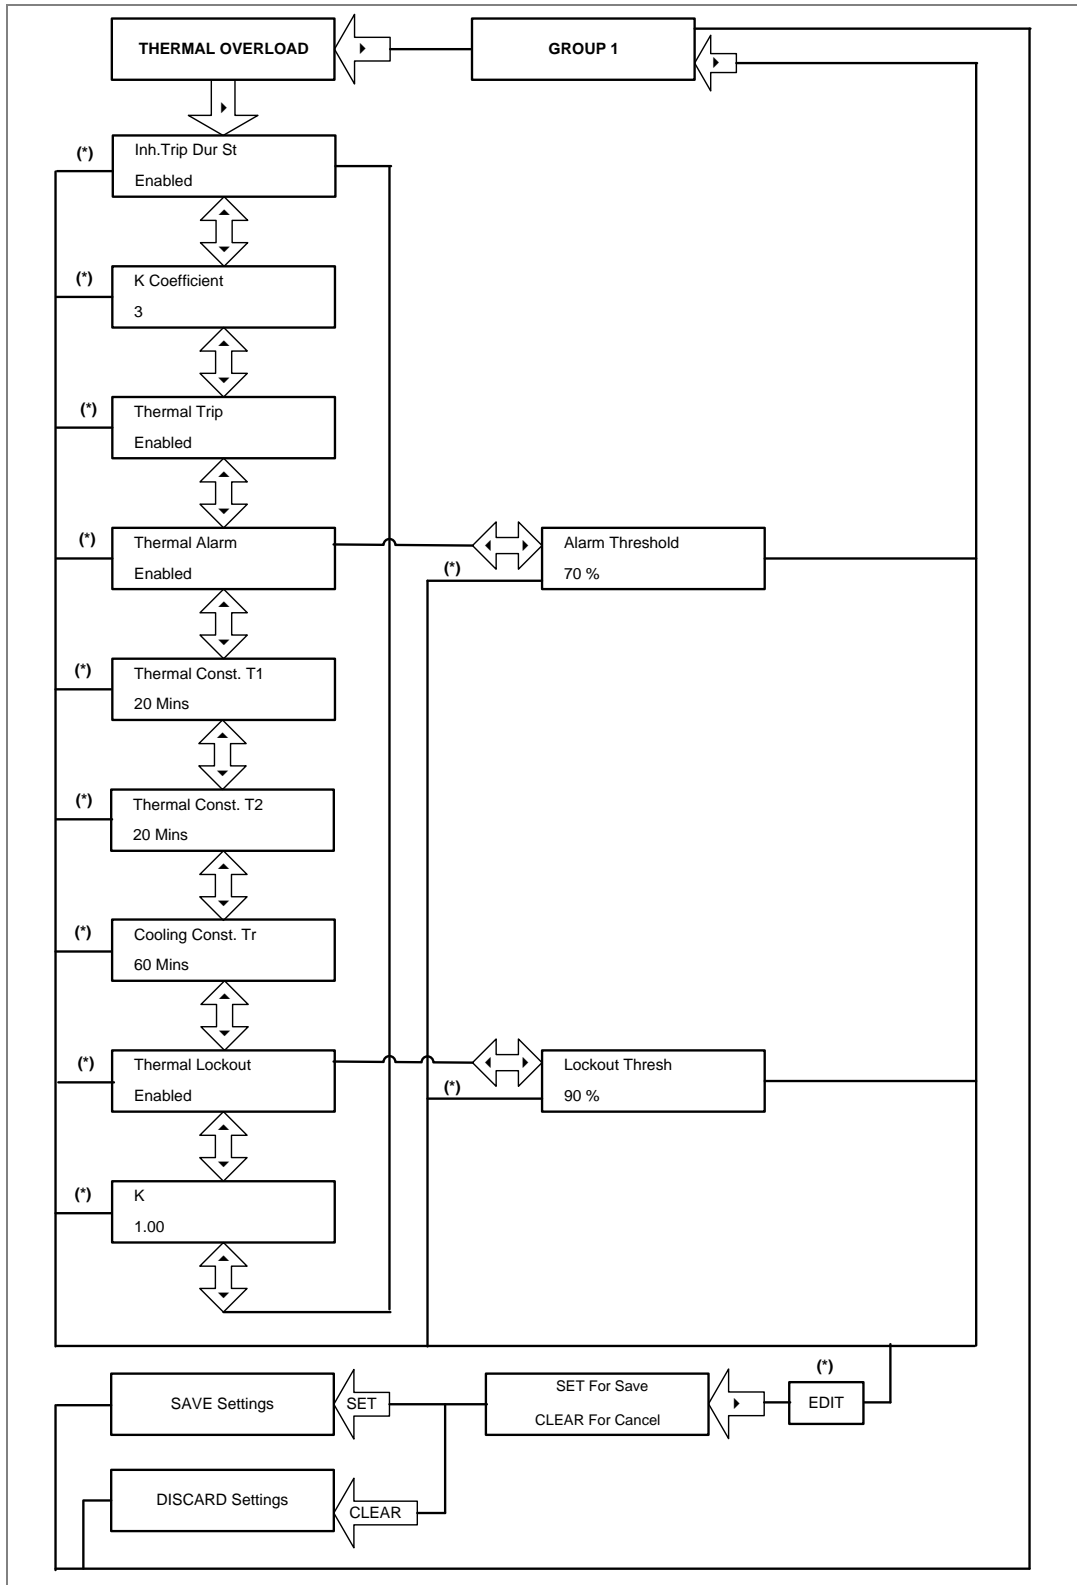 THERMAL OVERLOAD
GROUP 1
(*)
Inh.Trip Dur St
Enabled
(*)
K Coefficient
3
(*)
Thermal Trip
Enabled
(*)
Thermal Alarm
Enabled
(*)
Alarm Threshold
70 %
(*)
Thermal Const. T1
20 Mins
(*)
Thermal Const. T2
20 Mins
(*)
Cooling Const. Tr
60 Mins
(*)
Thermal Lockout
Enabled
(*)
Lockout Thresh
90 %
(*)
K
1.00
(*)
EDIT
SET For Save
CLEAR For Cancel
SET
SAVE Settings
CLEAR
DISCARD Settings